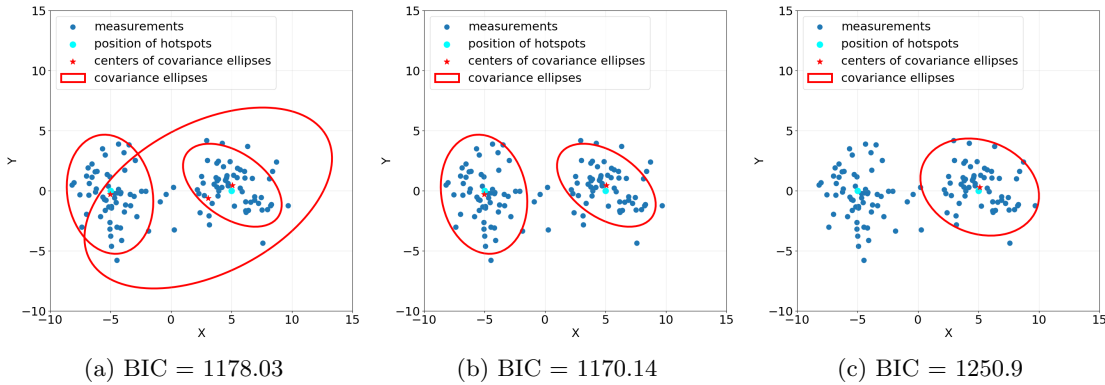 measurements
position of hotspots
centers of covariance ellipses
covariance ellipses
15
10
5
0
−5
−10
Y
−10 −5 0 5 10 15
X
(a) BIC = 1178.03
measurements
position of hotspots
centers of covariance ellipses
covariance ellipses
15
10
5
0
−5
−10
Y
−10 −5 0 5 10 15
X
(b) BIC = 1170.14
measurements
position of hotspots
centers of covariance ellipses
covariance ellipses
15
10
5
0
−5
−10
Y
−10 −5 0 5 10 15
X
(c) BIC = 1250.9